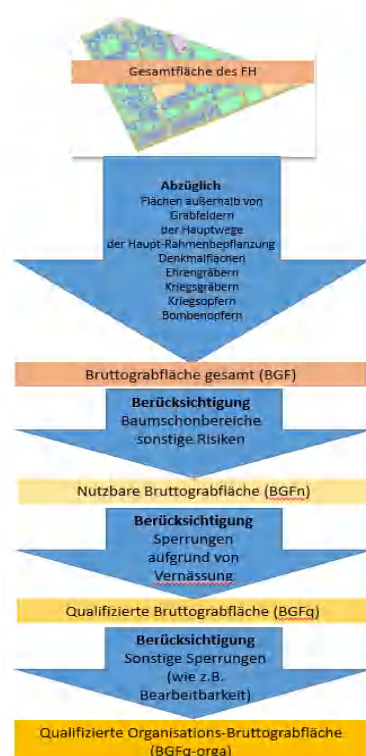 Gesamtfläche des FH
Abzüglich
Flächen außerhalb von
Grabfeldern
der Hauptwege
der Haupt-Rahmenbepflanzung
Denkmalflächen
Ehrengräbern
Kriegsgräbern
Kriegsopfern
Bombenopfern
Bruttograbfläche gesamt (BGF)
Berücksichtigung
Baumschonbereiche
sonstige Risiken
Nutzbare Bruttograbfläche (BGFn)
Berücksichtigung
Sperrungen
aufgrund von
Vernässung
Qualifizierte Bruttograbfläche (BGFq)
Berücksichtigung
Sonstige Sperrungen
(wie z.B.
Bearbeitbarkeit)
Qualifizierte Organisations-Bruttograbfläche
(BGFq-orga)